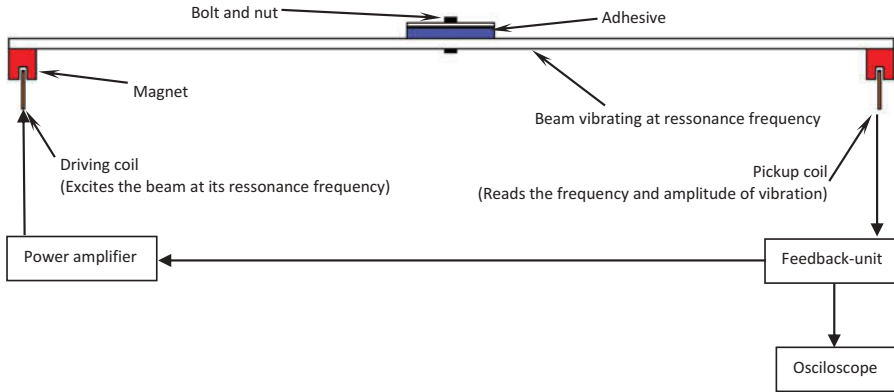 Bolt and nut
Adhesive
Magnet
Beam vibrating at ressonance frequency
Driving coil
(Excites the beam at its ressonance frequency)
Pickup coil
(Reads the frequency and amplitude of vibration)
Power amplifier
Feedback-unit
Osciloscope